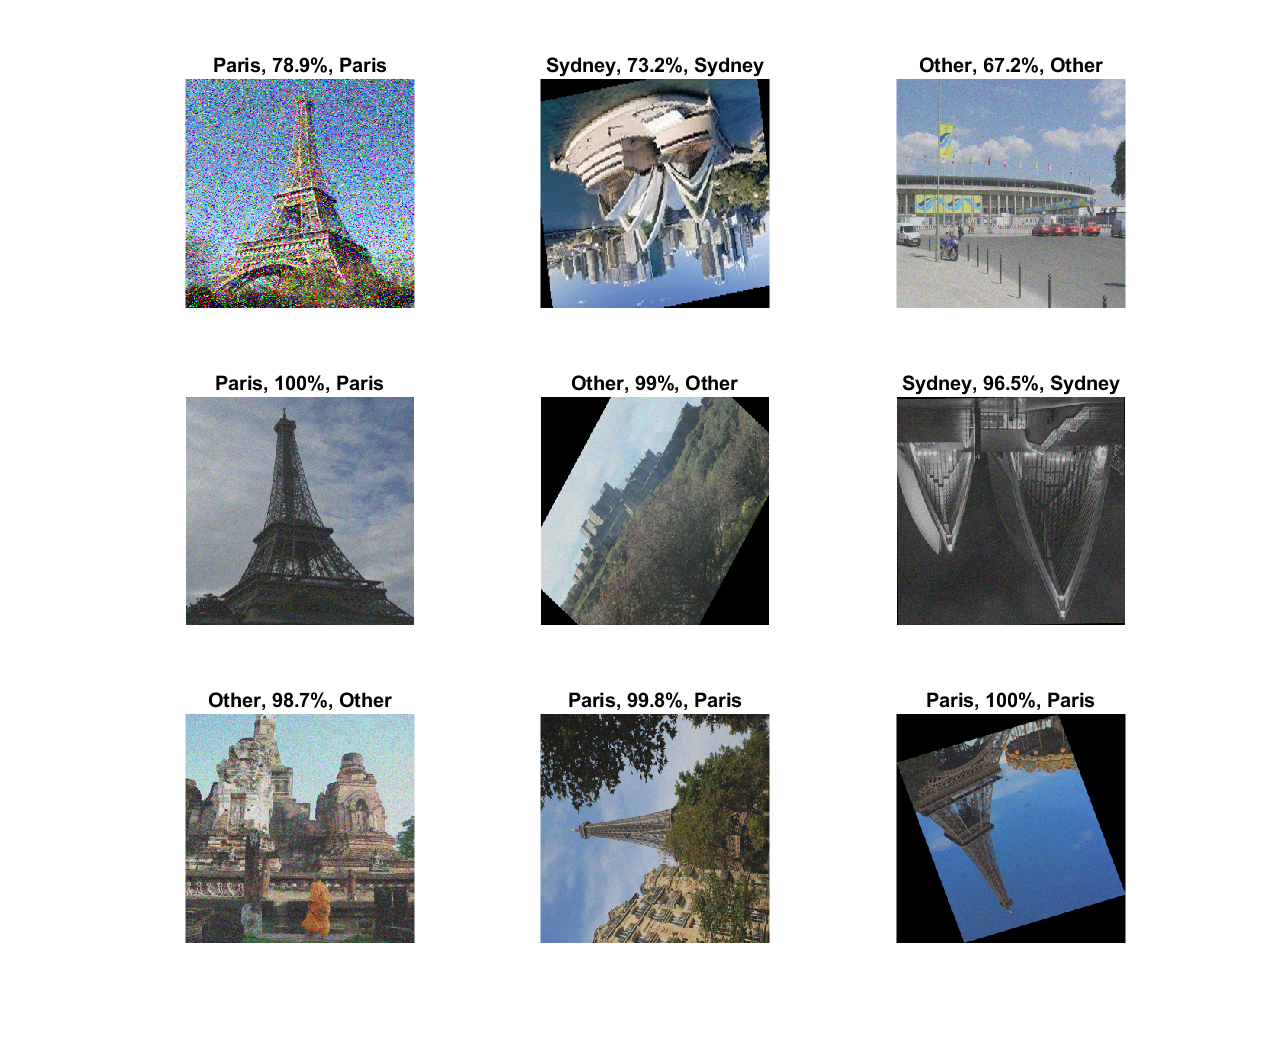 Paris, 78.9%, Paris
Sydney, 73.2%, Sydney
Other, 67.2%, Other
Paris, 100%, Paris
Other, 99%, Other
Sydney, 96.5%, Sydney
Other, 98.7%, Other
Paris, 99.8%, Paris
Paris, 100%, Paris